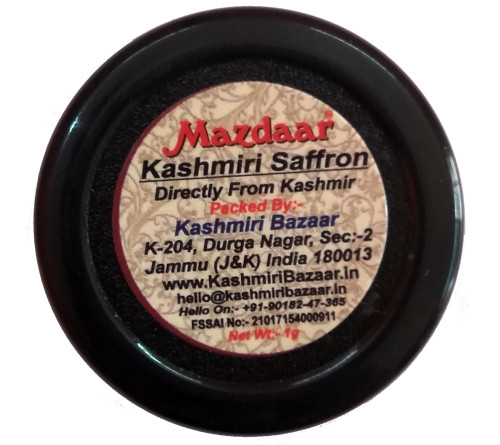 Mazdaar
Kashmiri Saffron
Directly From Kashmir
Packed By:-
Kashmiri Bazaar
K-204, Durga Nagar, Sec:-2
Jammu (J&K) India 180013
www.KashmiriBazaar.in
hello@kashmiribazaar.in
Hello On:- +91-90182-47-365
FSSAI No:- 21017154000911
Net Wt:- 1g